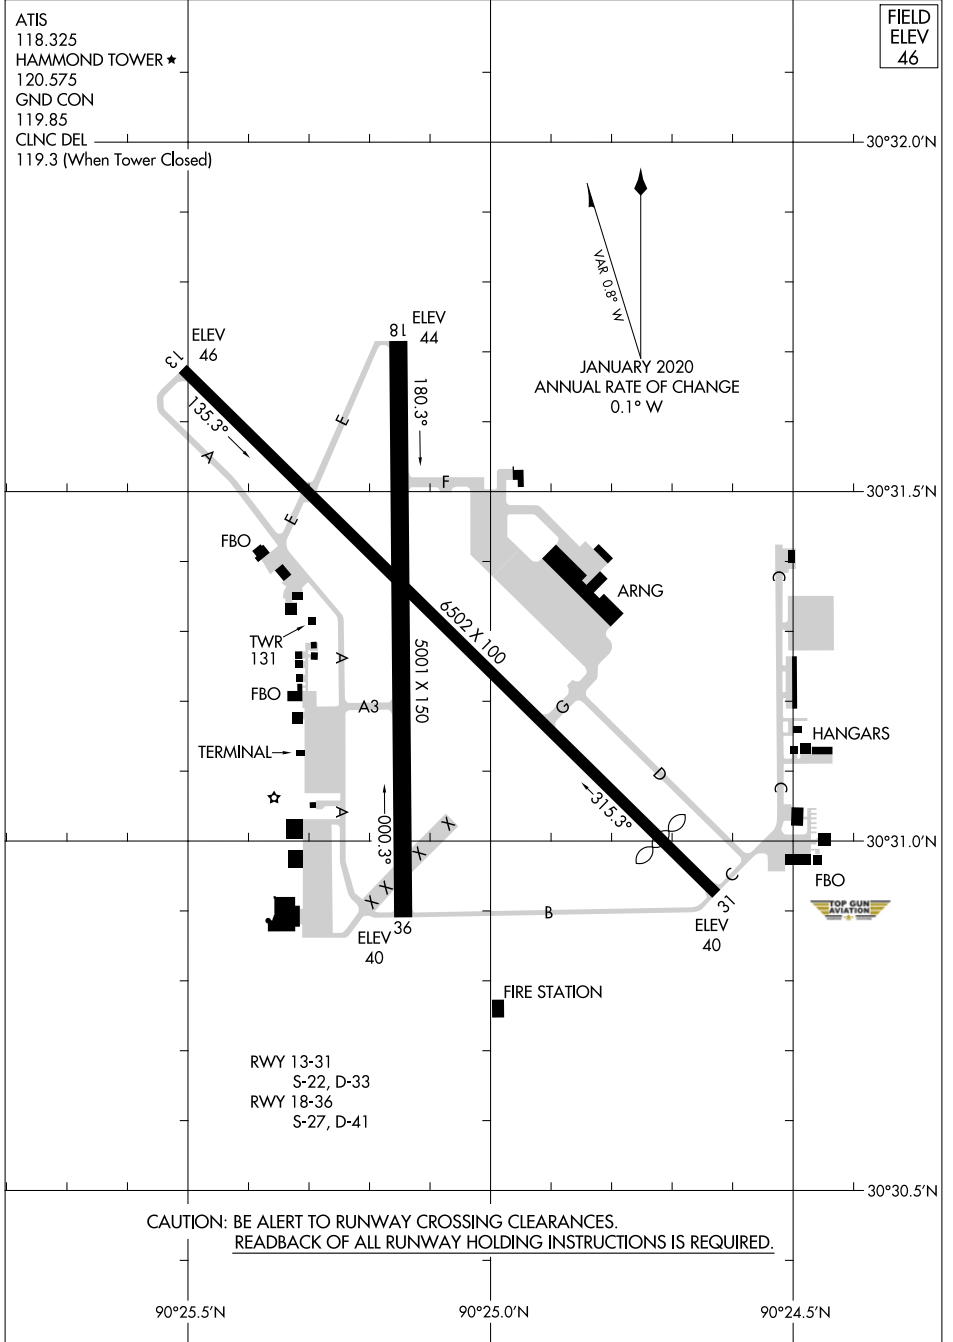 ATIS
118.325
HAMMOND TOWER ★
120.575
GND CON
119.85
CLNC DEL
119.3 (When Tower Closed)
FIELD
ELEV
46
30°32.0'N
VAR 0.8° W
JANUARY 2020
ANNUAL RATE OF CHANGE
0.1° W
ELEV
46
13
135.3°
18
ELEV
44
180.3°
E
A
F
30°31.5'N
E
FBO
ARNG
C
TWR
131
A
6502 X 100
5001 X 150
FBO
A3
G
TERMINAL
HANGARS
D
C
A
000.3°
315.3°
X
X
X
X
30°31.0'N
C
FBO
TOP GUN
AVIATION
B
36
ELEV
40
31
ELEV
40
FIRE STATION
RWY 13-31
S-22, D-33
RWY 18-36
S-27, D-41
30°30.5'N
CAUTION: BE ALERT TO RUNWAY CROSSING CLEARANCES.
READBACK OF ALL RUNWAY HOLDING INSTRUCTIONS IS REQUIRED.
90°25.5'N
90°25.0'N
90°24.5'N